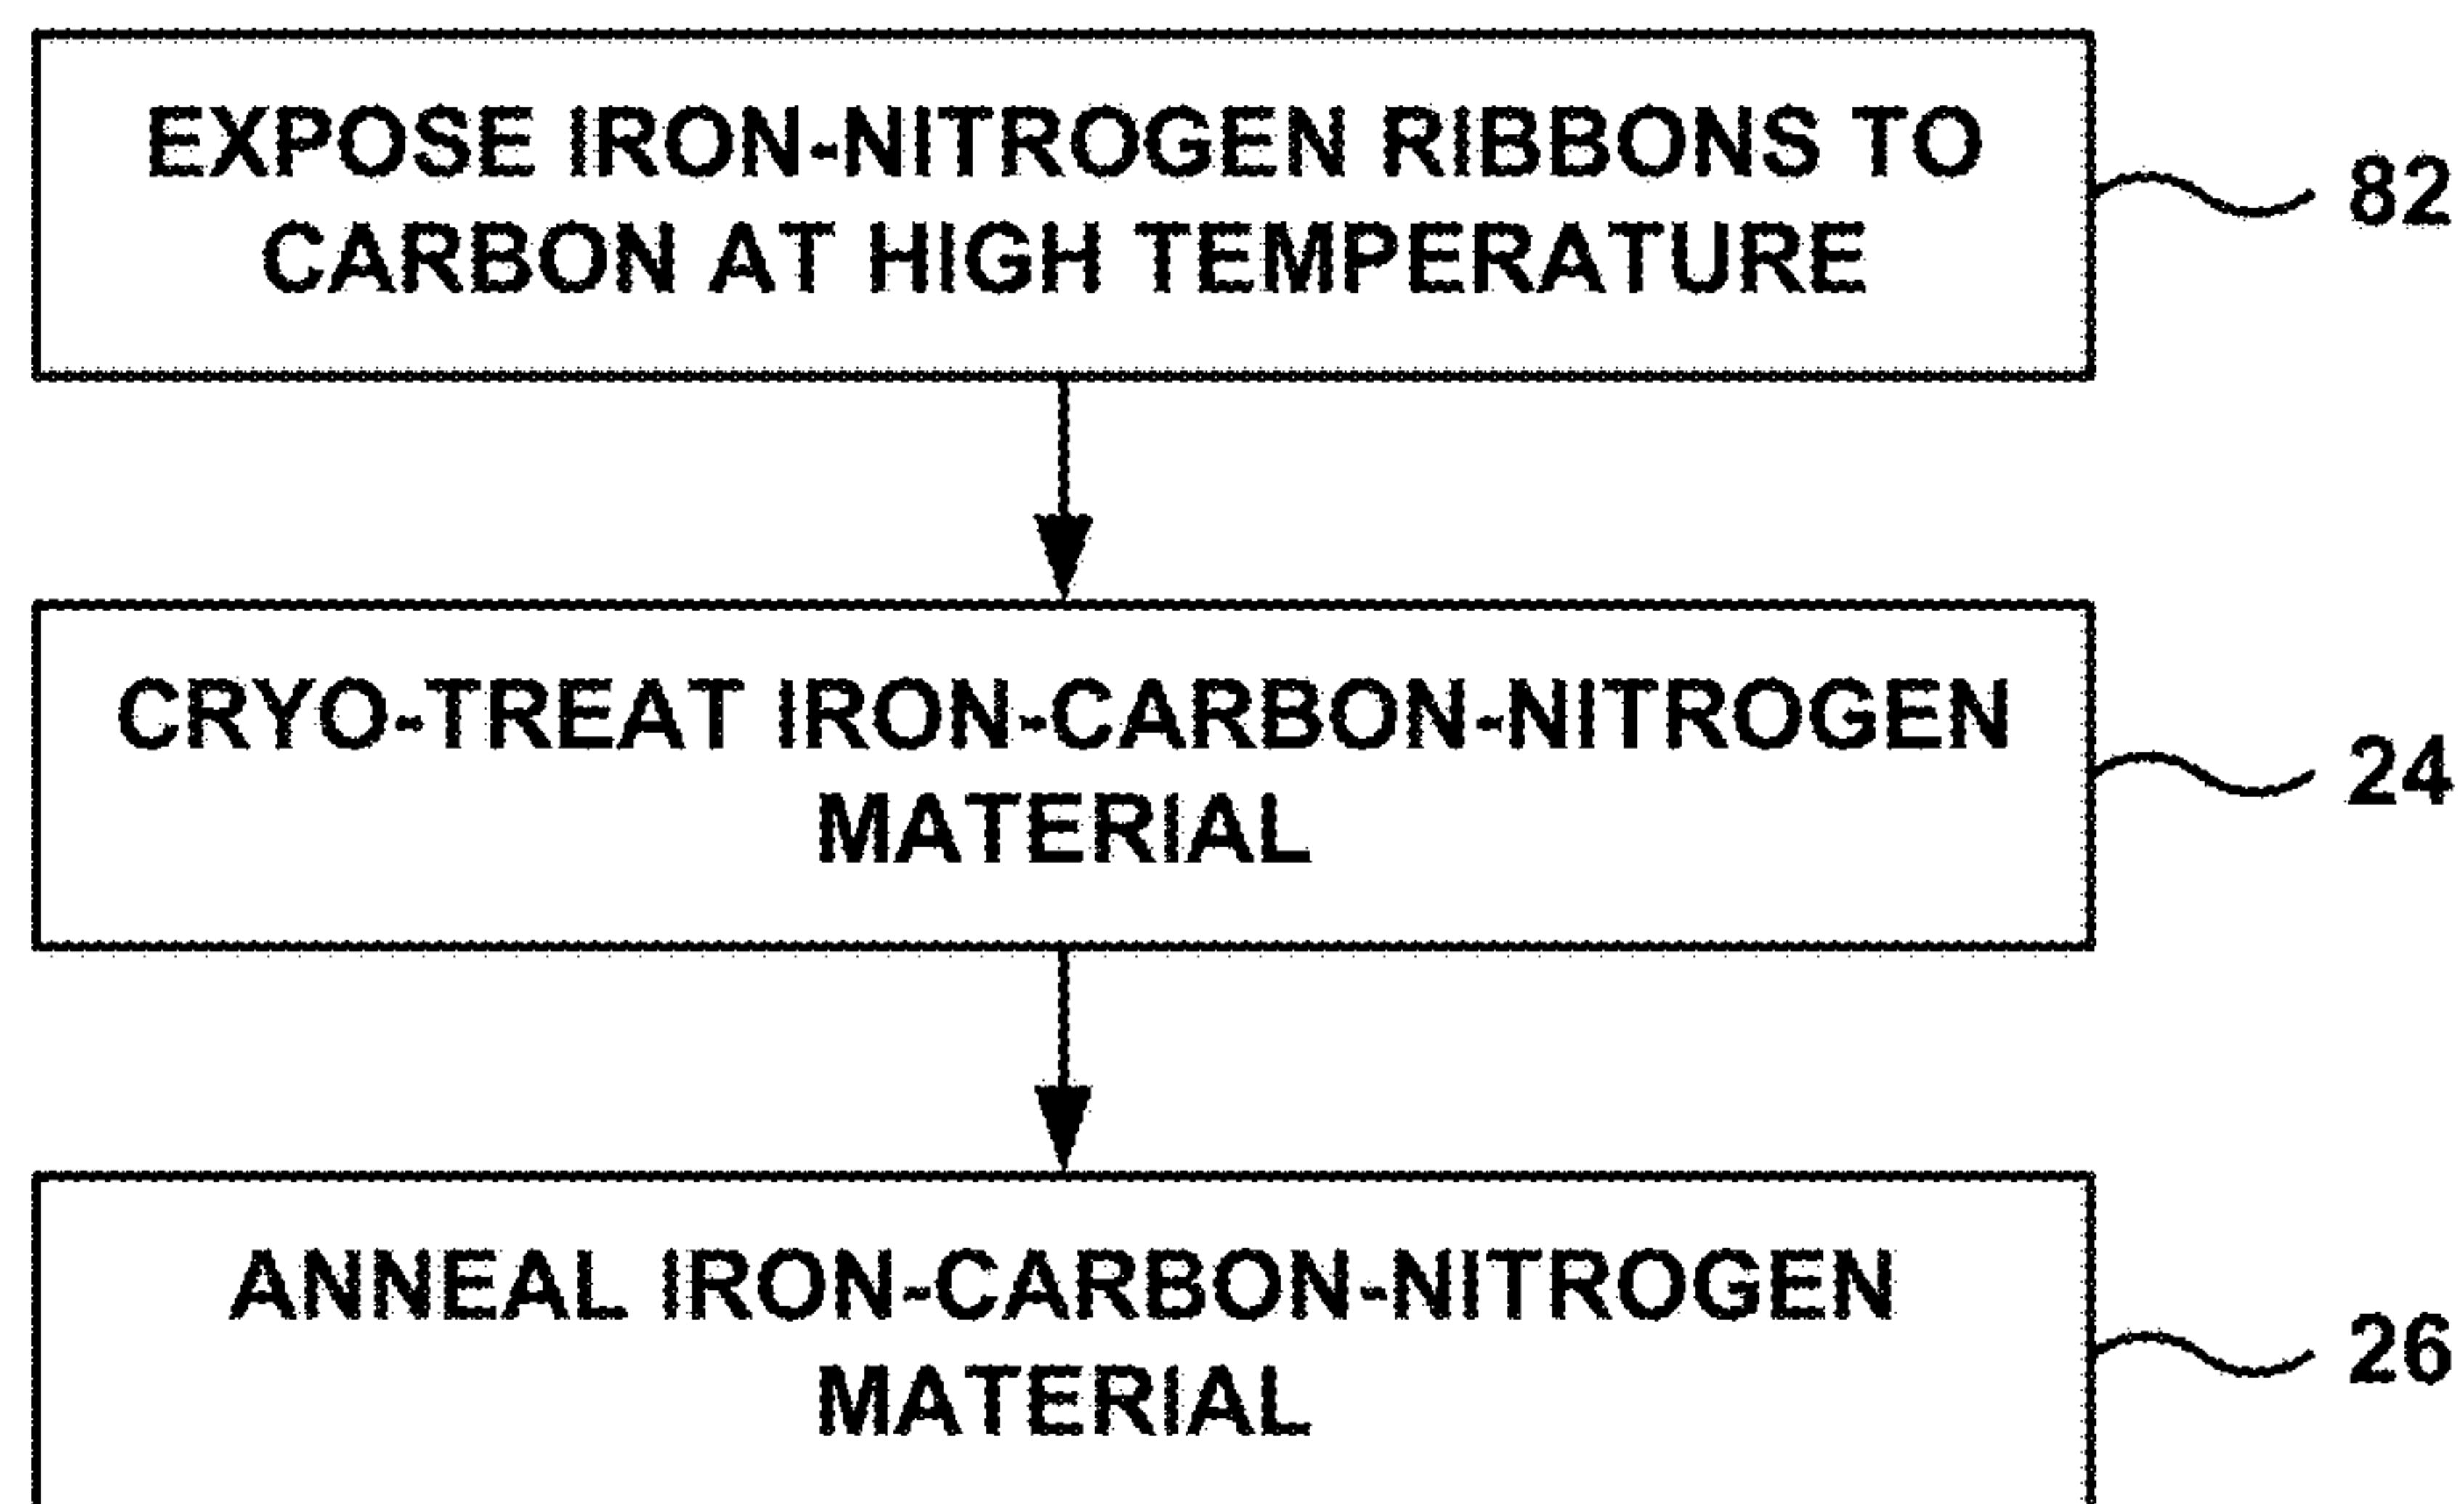 EXPOSE IRON-NITROGEN RIBBONS TO
CARBON AT HIGH TEMPERATURE
82
CRYO-TREAT IRON-CARBON-NITROGEN
MATERIAL
24
ANNEAL IRON-CARBON-NITROGEN
MATERIAL
26